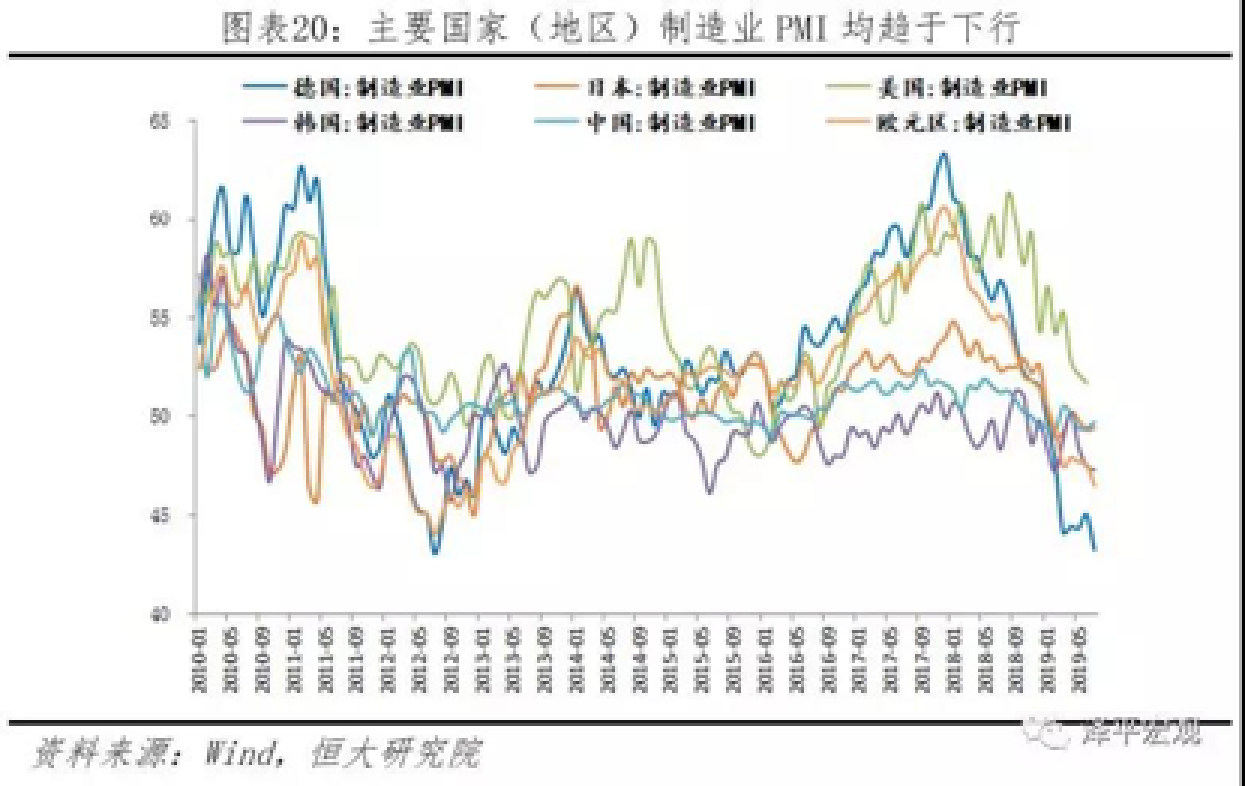 图表20：主要国家（地区）制造业 PMI 均趋于下行
德国:制造业PMI 日本:制造业PMI 美国:制造业PMI
韩国:制造业PMI 中国:制造业PMI 欧元区:制造业PMI
65
60
55
50
45
40
2010-01 2010-05 2010-09 2011-01 2011-05 2011-09 2012-01 2012-05 2012-09 2013-01 2013-05 2013-09 2014-01 2014-05 2014-09 2015-01 2015-05 2015-09 2016-01 2016-05 2016-09 2017-01 2017-05 2017-09 2018-01 2018-05 2018-09 2019-01 2019-05
泽平宏观
资料来源：Wind，恒大研究院